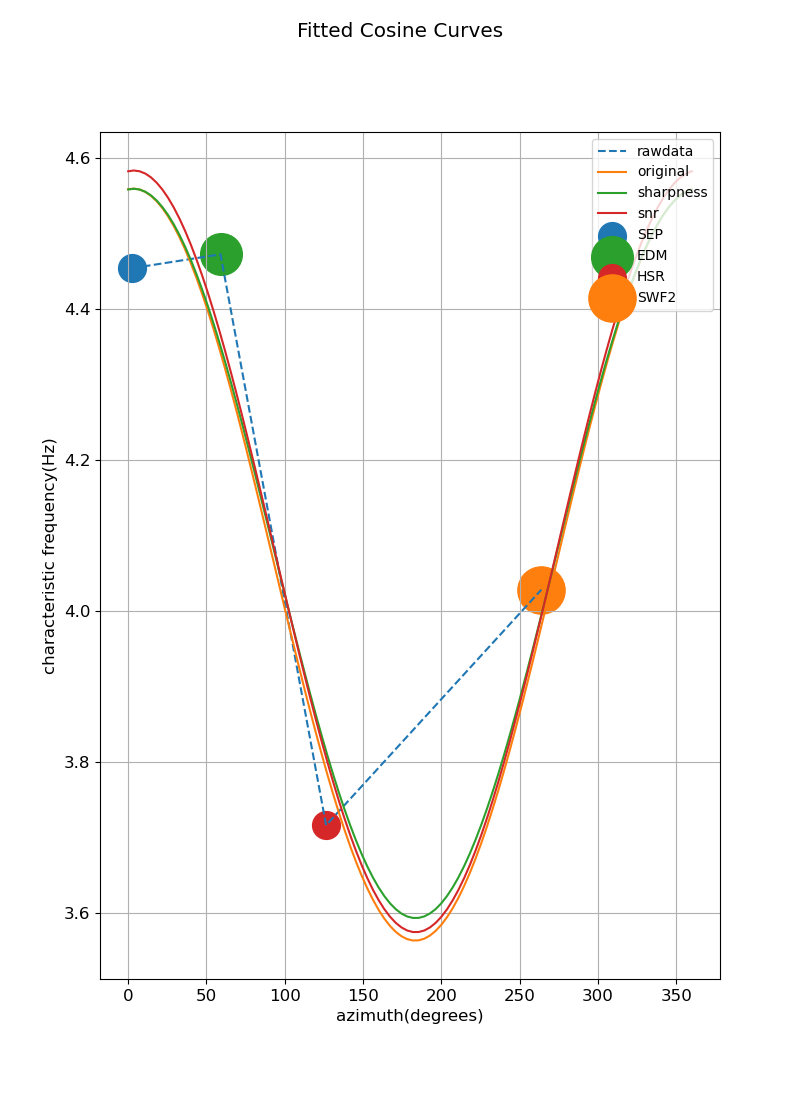 Fitted Cosine Curves
rawdata
original
sharpness
snr
SEP
EDM
HSR
SWF2
4.6
4.4
4.2
4.0
3.8
3.6
characteristic frequency(Hz)
0 50 100 150 200 250 300 350
azimuth(degrees)